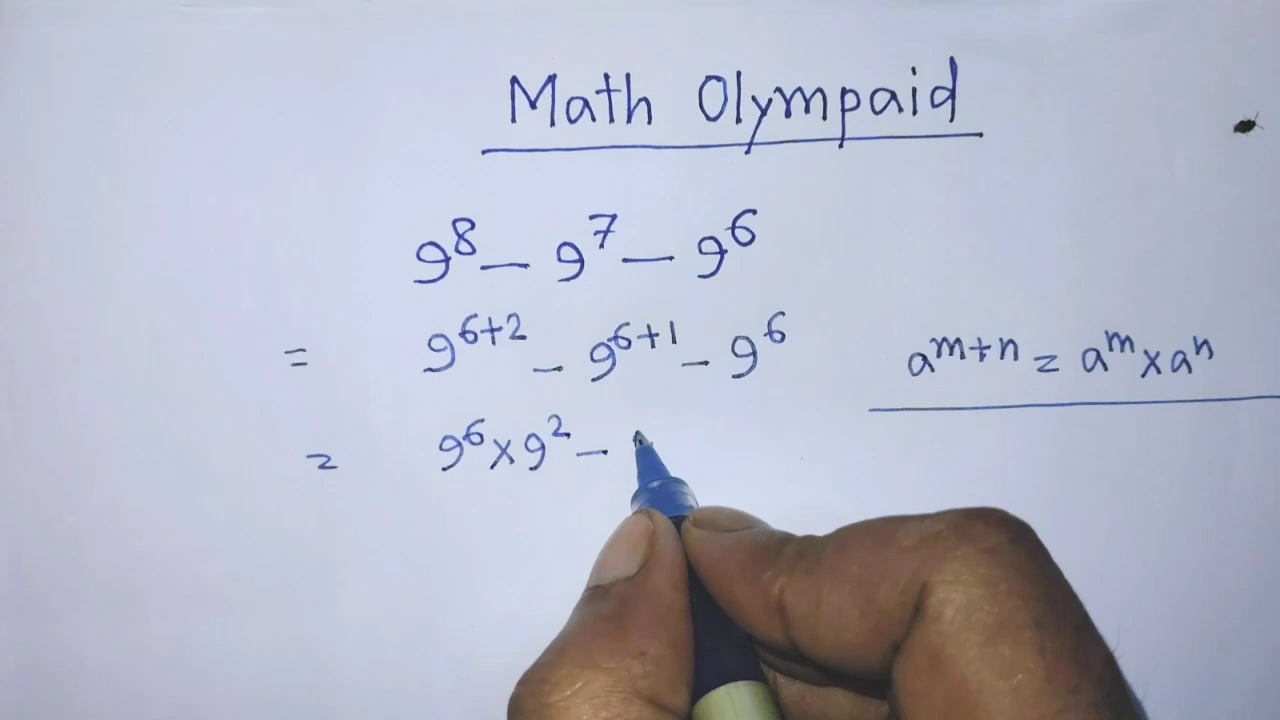 Math Olympaid
9⁸ – 9⁷ – 9⁶
= 9⁶⁺² – 9⁶⁺¹ – 9⁶
aᵐ⁺ⁿ = aᵐ × aⁿ
= 9⁶ × 9² –